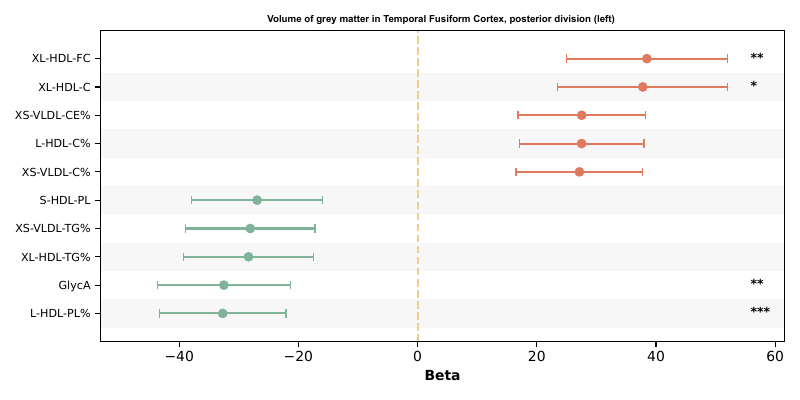 Volume of grey matter in Temporal Fusiform Cortex, posterior division (left)
XL-HDL-FC **
XL-HDL-C *
XS-VLDL-CE%
L-HDL-C%
XS-VLDL-C%
S-HDL-PL
XS-VLDL-TG%
XL-HDL-TG%
GlycA **
L-HDL-PL% ***
−40 −20 0 20 40 60
Beta